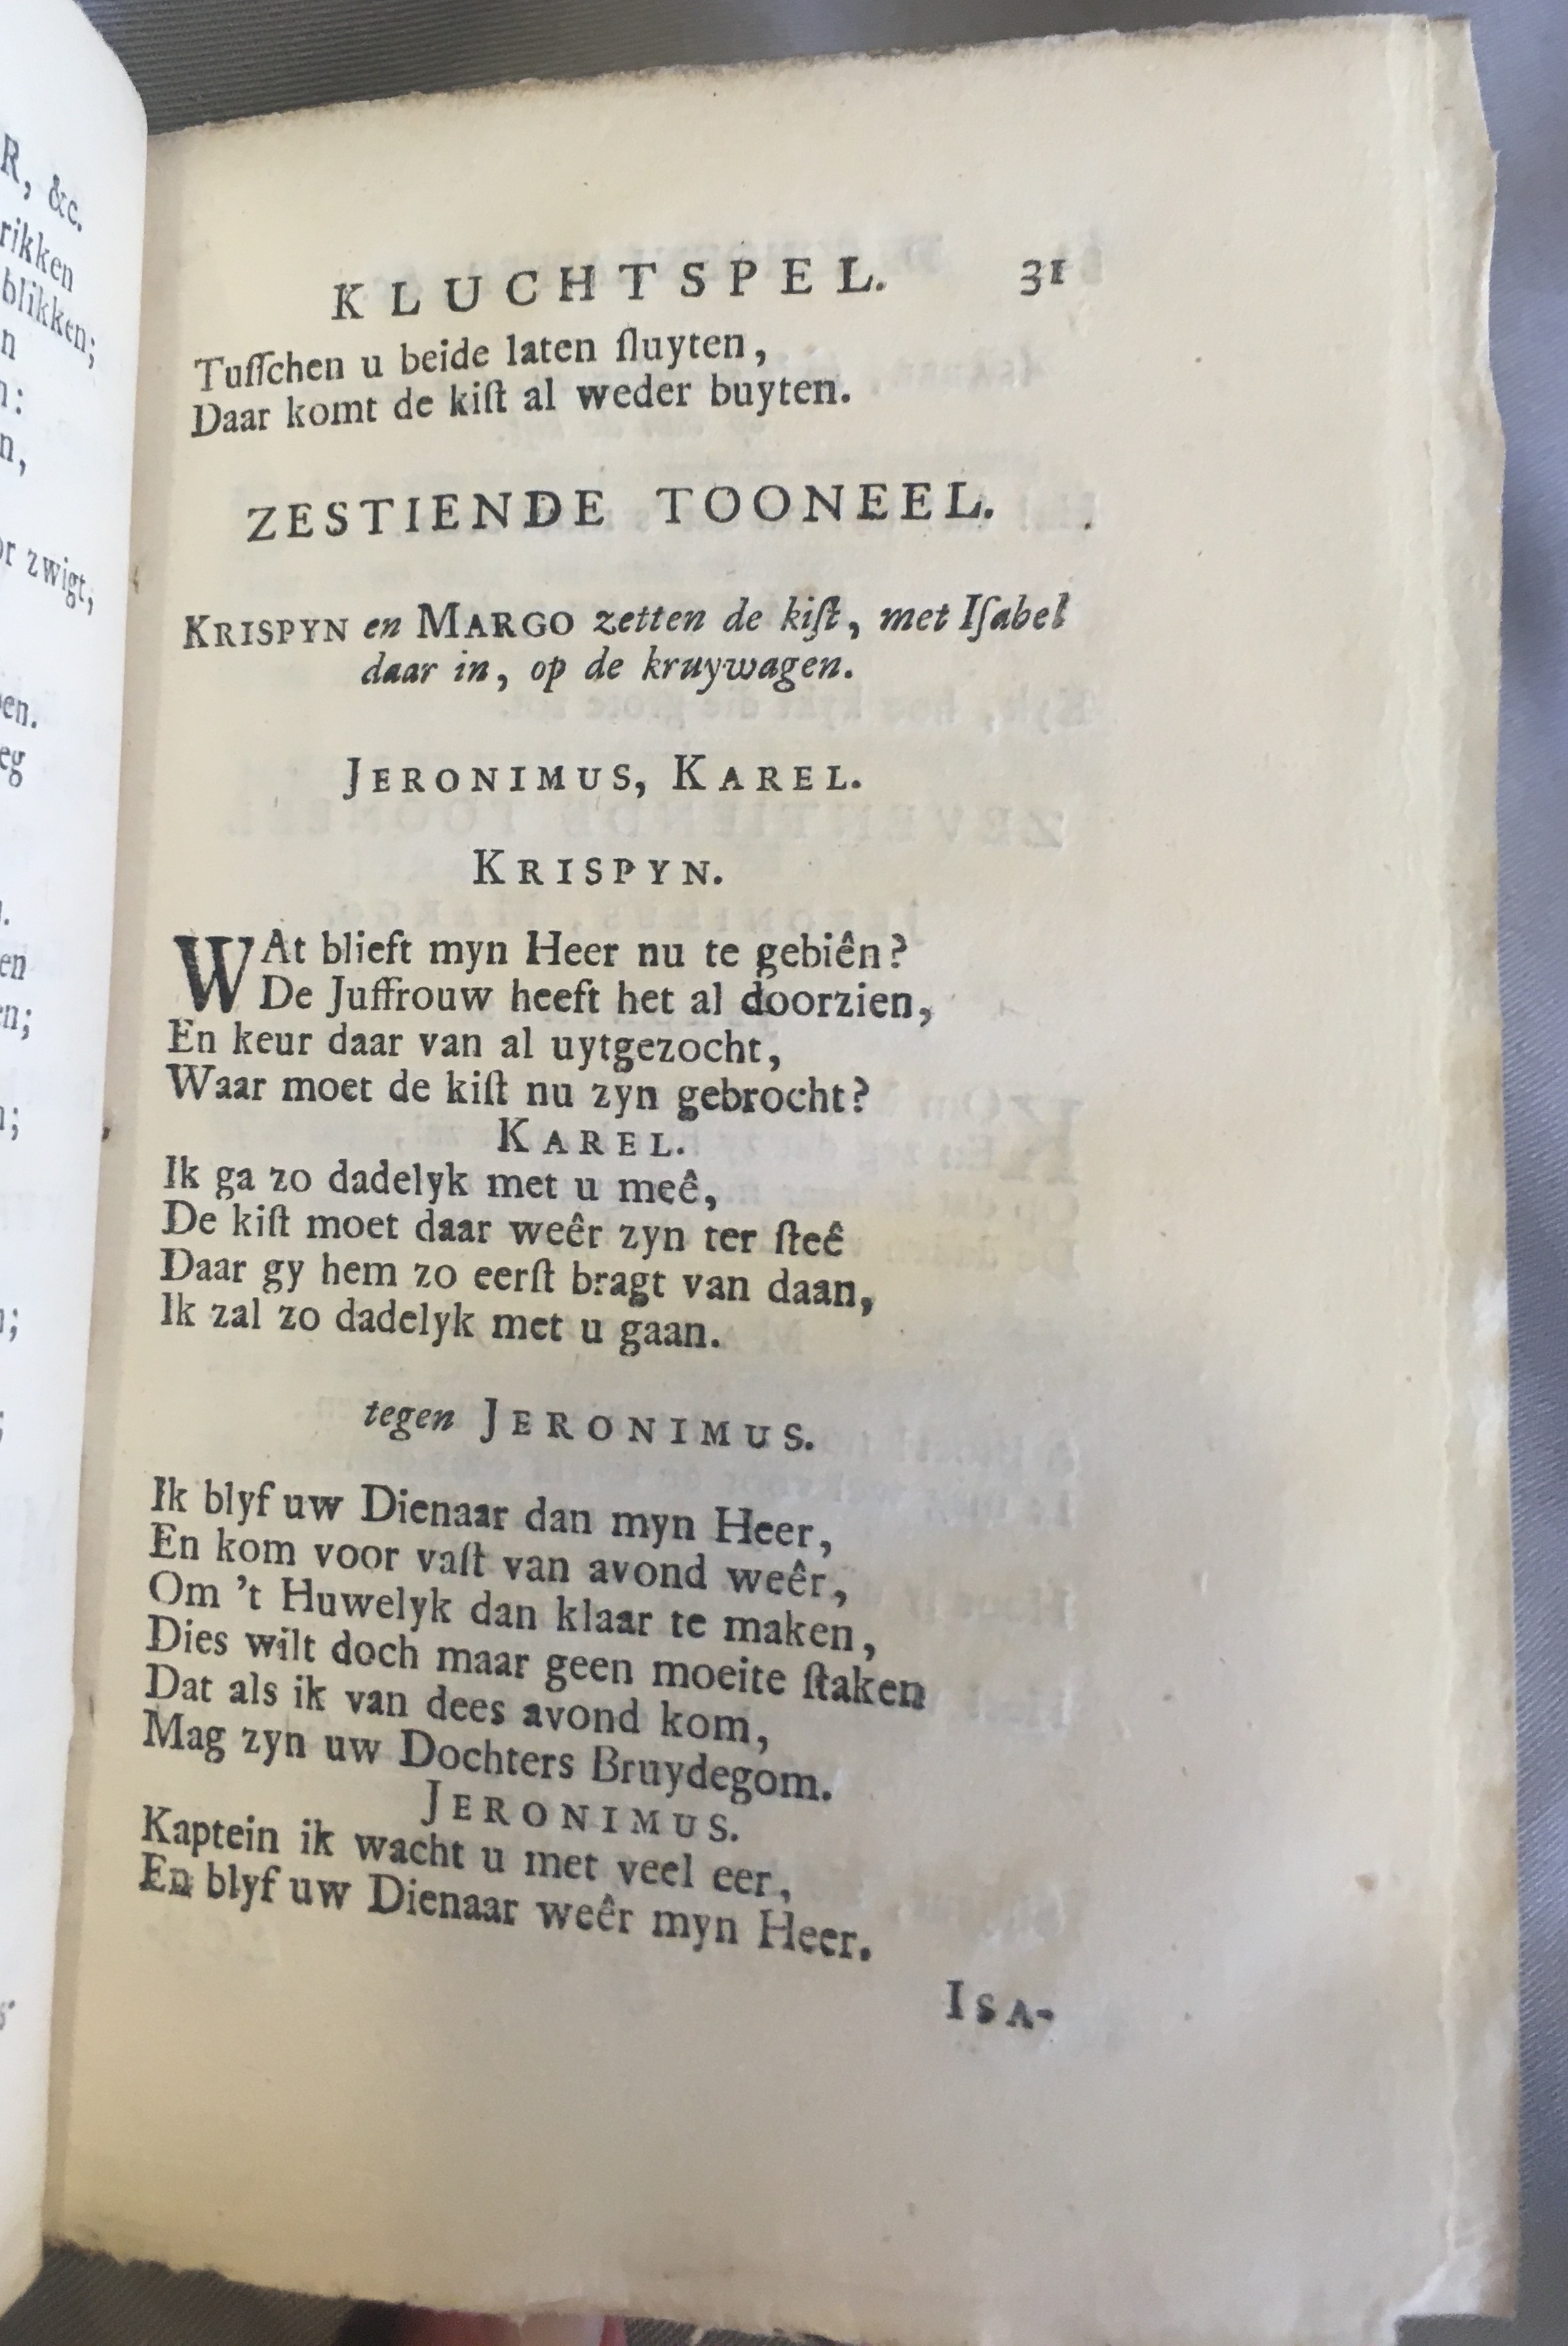 R, &c.
rikken
blikken;
or zwigt,
KLUCHTSPEL. 31
Tuſſchen u beide laten ſluyten,
Daar komt de kiſt al weder buyten.
ZESTIENDE TOONEEL.
KRISPYN en MARGO zetten de kiſt, met Iſabel
daar in, op de kruywagen.
JERONIMUS, KAREL.
KRISPYN.
WAt blieft myn Heer nu te gebiên?
De Juffrouw heeft het al doorzien,
En keur daar van al uytgezocht,
Waar moet de kiſt nu zyn gebrocht?
KAREL.
Ik ga zo dadelyk met u meê,
De kiſt moet daar weêr zyn ter ſteê
Daar gy hem zo eerſt bragt van daan,
Ik zal zo dadelyk met u gaan.
tegen JERONIMUS.
Ik blyf uw Dienaar dan myn Heer,
En kom voor vaſt van avond weêr,
Om 't Huwelyk dan klaar te maken,
Dies wilt doch maar geen moeite ſtaken
Dat als ik van dees avond kom,
Mag zyn uw Dochters Bruydegom.
JERONIMUS.
Kaptein ik wacht u met veel eer,
En blyf uw Dienaar weêr myn Heer.
ISA-